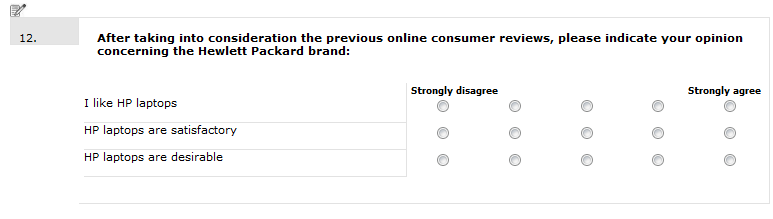 12.
After taking into consideration the previous online consumer reviews, please indicate your opinion
concerning the Hewlett Packard brand:
Strongly disagree Strongly agree
I like HP laptops
HP laptops are satisfactory
HP laptops are desirable